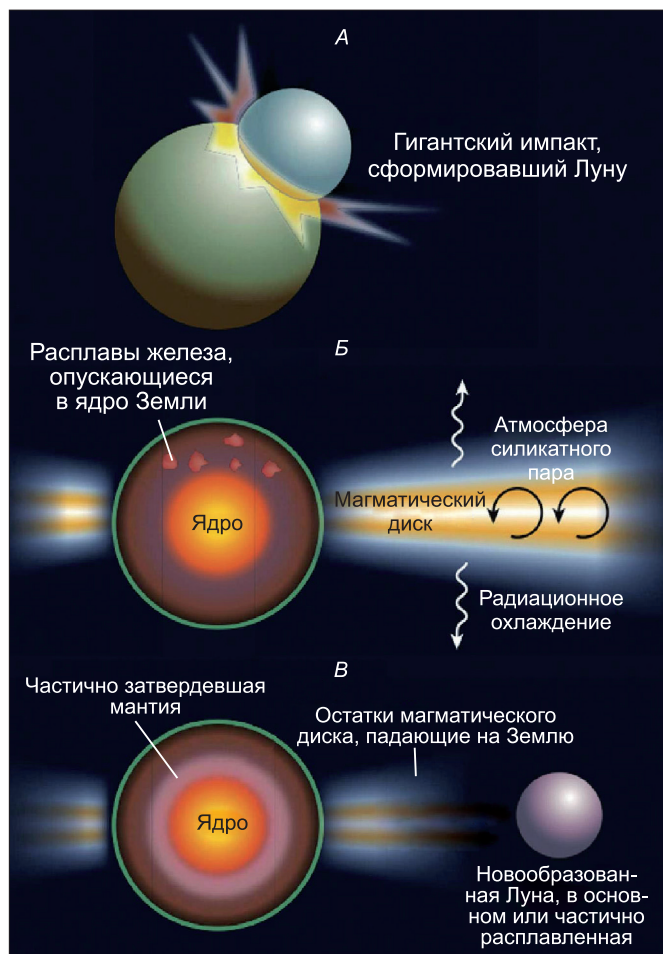 А
Гигантский импакт,
сформировавший Луну
Б
Расплавы железа,
опускающиеся
в ядро Земли
Атмосфера
силикатного
пара
Магматический
диск
Ядро
Радиационное
охлаждение
В
Частично затвердевшая
мантия
Остатки магматического
диска, падающие на Землю
Ядро
Новообразован-
ная Луна, в основ-
ном или частично
расплавленная